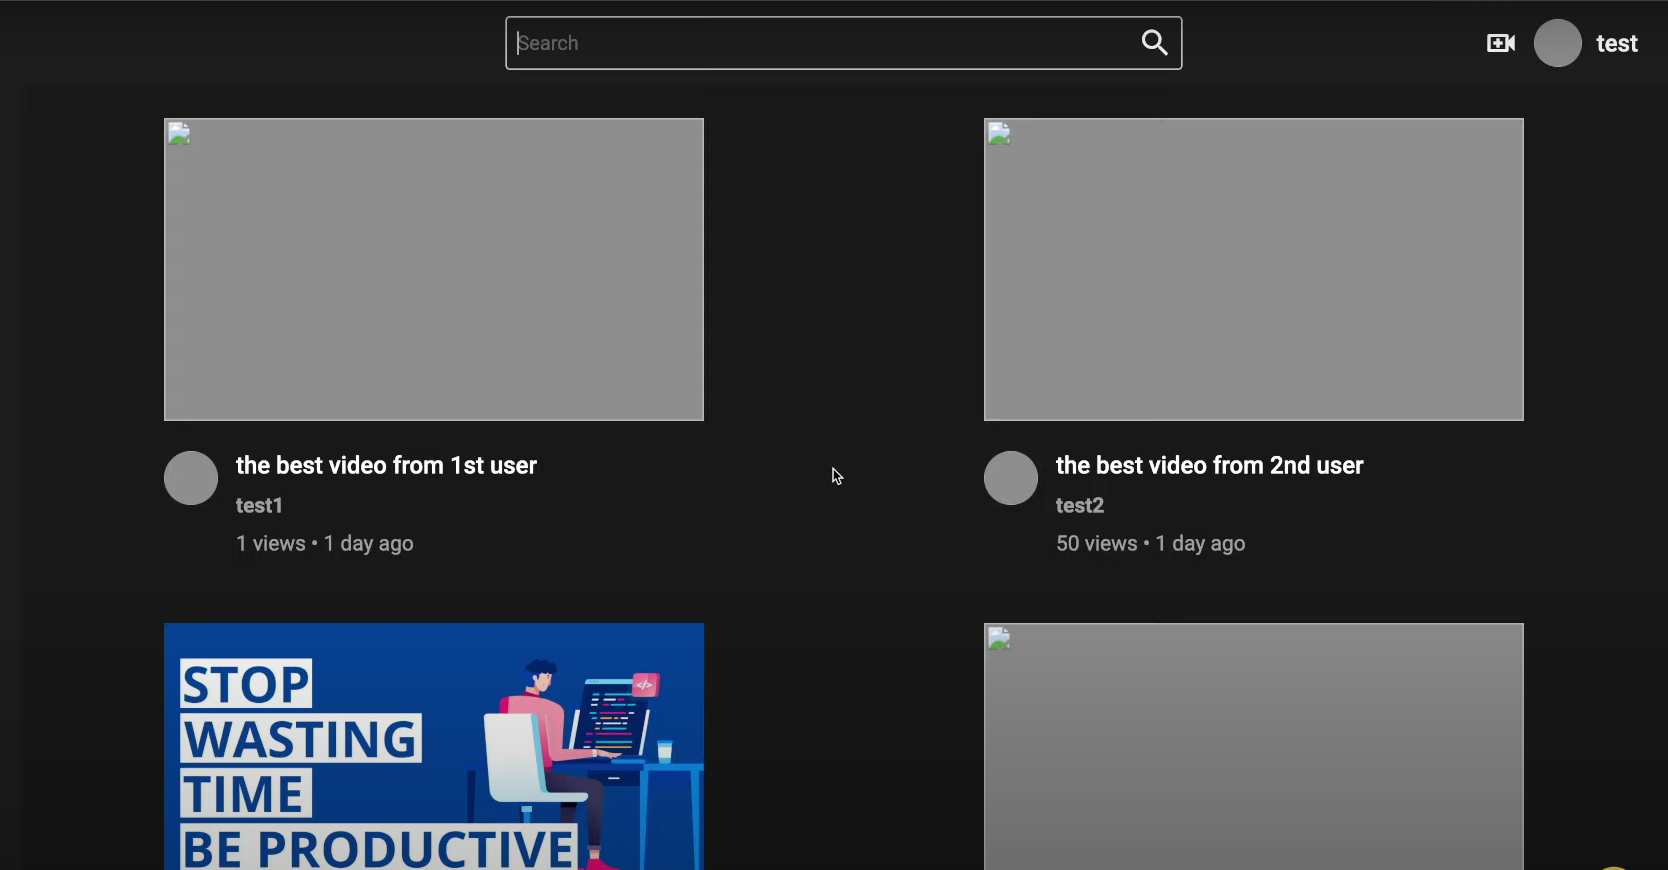 Search
test
the best video from 1st user
test1
1 views • 1 day ago
the best video from 2nd user
test2
50 views • 1 day ago
STOP
WASTING
TIME
BE PRODUCTIVE
</>